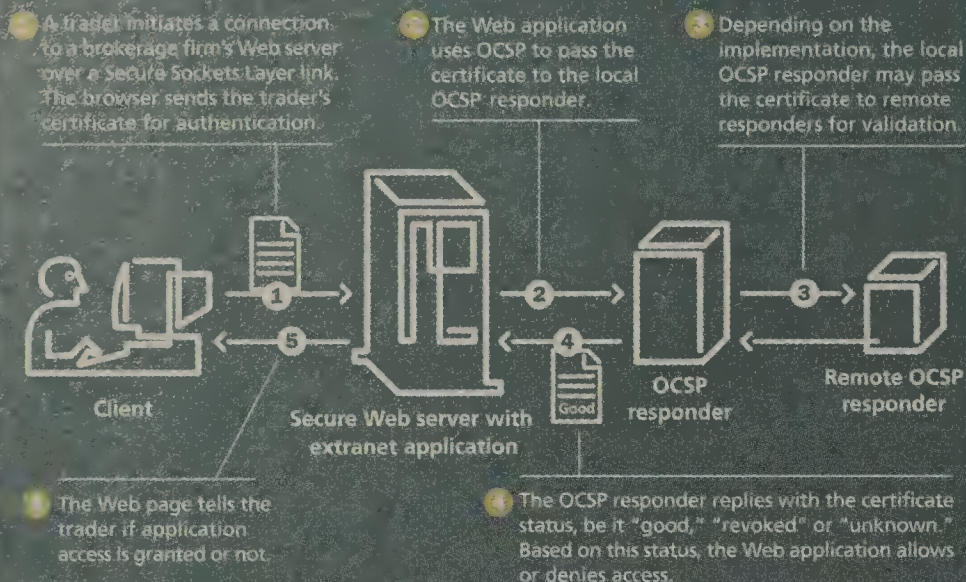 A trader initiates a connection
to a brokerage firm's Web server
over a Secure Sockets Layer link.
The browser sends the trader's
certificate for authentication.
2 The Web application
uses OCSP to pass the
certificate to the local
OCSP responder.
3 Depending on the
implementation, the local
OCSP responder may pass
the certificate to remote
responders for validation.
1
2
3
5
4
Good
Client
Secure Web server with
extranet application
OCSP
responder
Remote OCSP
responder
The Web page tells the
trader if application
access is granted or not.
4 The OCSP responder replies with the certificate
status, be it "good," "revoked" or "unknown."
Based on this status, the Web application allows
or denies access.